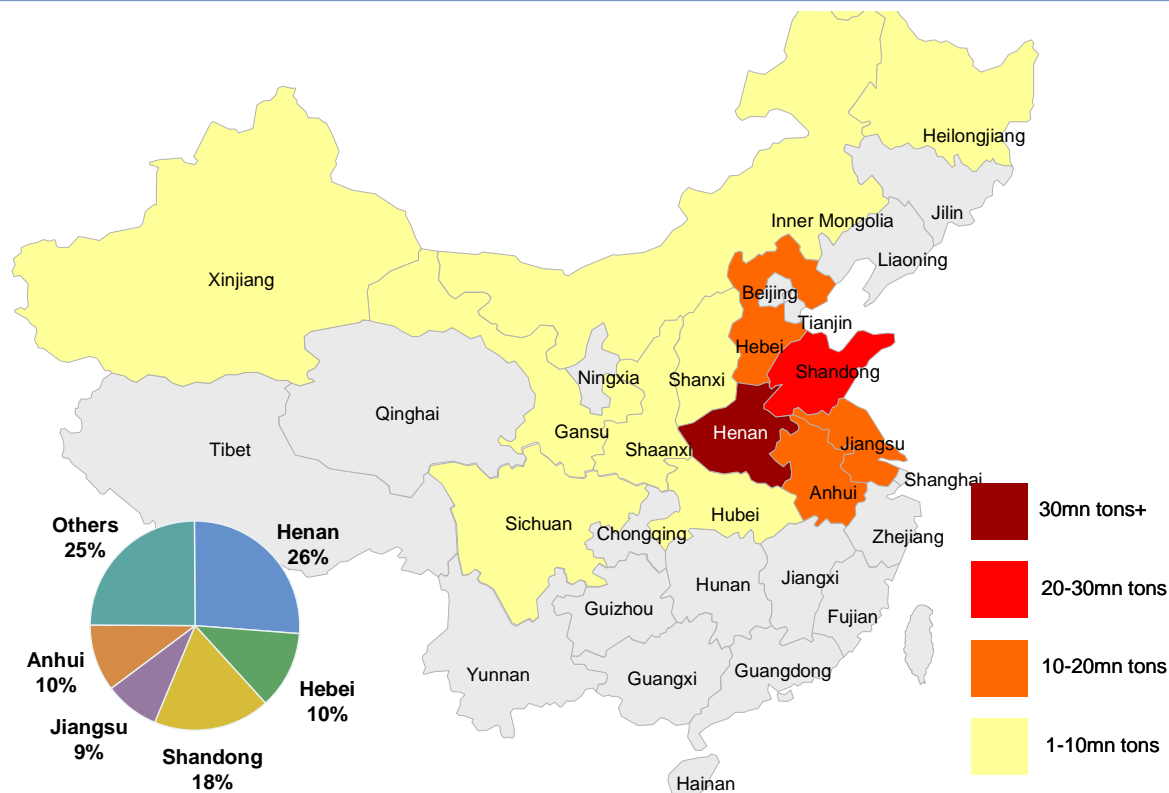 Heilongjiang
Jilin
Inner Mongolia
Liaoning
Xinjiang
Beijing
Tianjin
Hebei
Shandong
Ningxia
Shanxi
Qinghai
Gansu
Henan
Tibet
Shaanxi
Jiangsu
Shanghai
Anhui
Sichuan
Hubei
Chongqing
Zhejiang
Hunan
Jiangxi
Guizhou
Fujian
Yunnan
Guangxi
Guangdong
Hainan
Others
25%
Henan
26%
Anhui
10%
Hebei
10%
Jiangsu
9%
Shandong
18%
30mn tons+
20-30mn tons
10-20mn tons
1-10mn tons